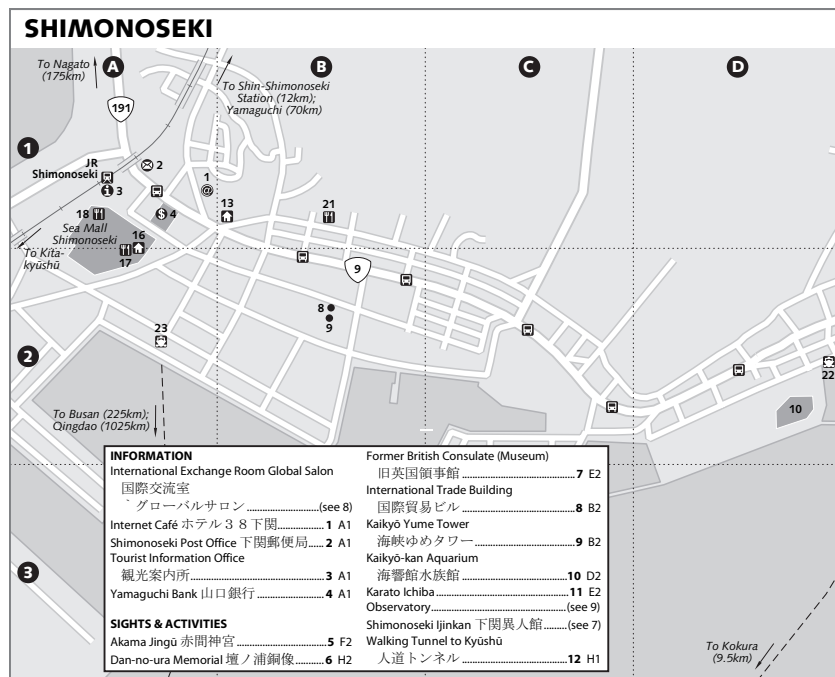 SHIMONOSEKI
A
B
C
D
To Nagato
(175km)
To Shin-Shimonoseki
Station (12km);
Yamaguchi (70km)
191
1
JR
Shimonoseki
2
3
1
@
13
21
18
$ 4
Sea Mall
Shimonoseki
16
17
To Kita-
kyūshū
9
8
9
23
2
22
10
To Busan (225km);
Qingdao (1025km)
3
To Kokura
(9.5km)
INFORMATION
International Exchange Room Global Salon
国際交流室
｀グローバルサロン....................(see 8)
Internet Café ホテル３８下関............. 1 A1
Shimonoseki Post Office 下関郵便局..... 2 A1
Tourist Information Office
観光案内所....................................... 3 A1
Yamaguchi Bank 山口銀行.................... 4 A1
SIGHTS & ACTIVITIES
Akama Jingū 赤間神宮......................... 5 F2
Dan-no-ura Memorial 壇ノ浦銅像......... 6 H2
Former British Consulate (Museum)
旧英国領事館................................ 7 E2
International Trade Building
国際貿易ビル................................ 8 B2
Kaikyō Yume Tower
海峡ゆめタワー............................. 9 B2
Kaikyō-kan Aquarium
海響館水族館................................ 10 D2
Karato Ichiba..................................... 11 E2
Observatory......................................(see 9)
Shimonoseki Ijinkan 下関異人館........(see 7)
Walking Tunnel to Kyūshū
人道トンネル................................ 12 H1